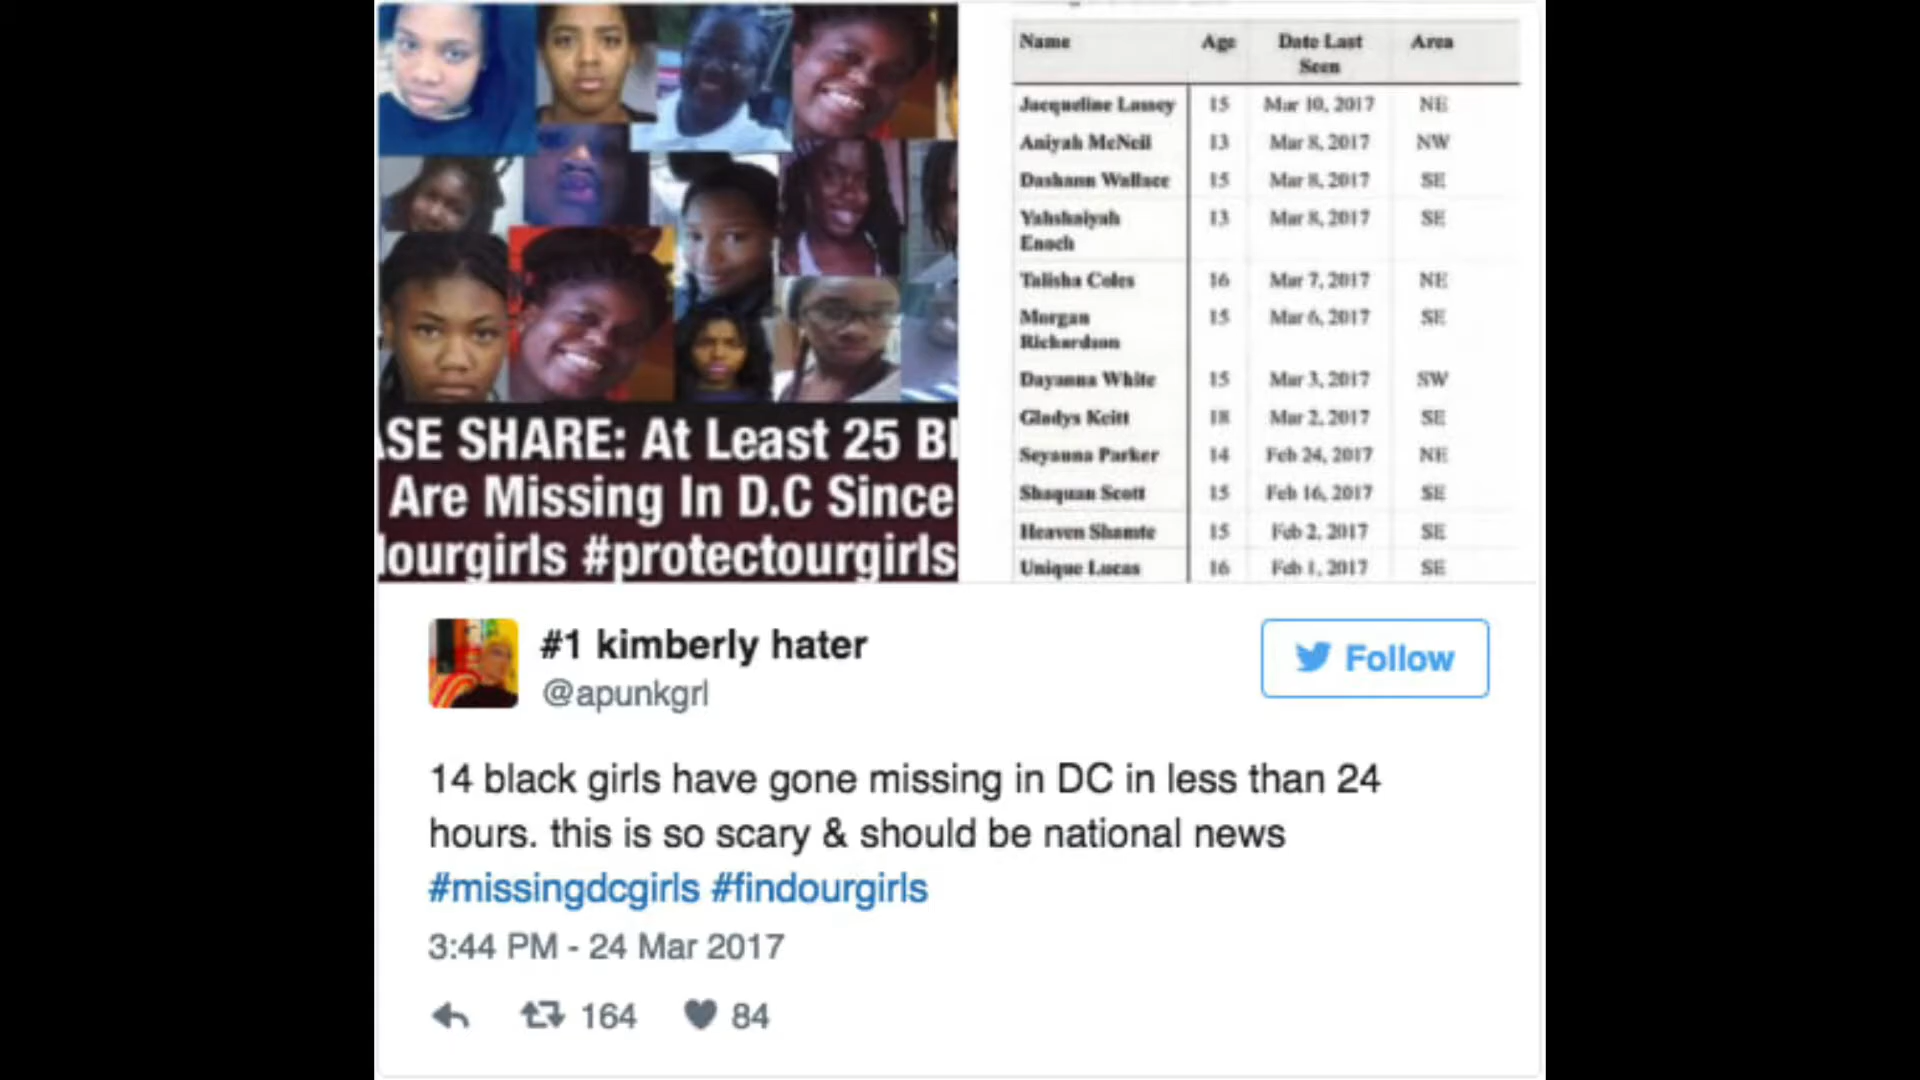 ASE SHARE: At Least 25 Bl
Are Missing In D.C Since
dourgirls #protectourgirls
Name Age Date Last Seen Area
Jacqueline Lassey 15 Mar 10, 2017 NE
Aniyah McNeil 13 Mar 8, 2017 NW
Dashann Wallace 15 Mar 8, 2017 SE
Yahshaiyah Enoch 13 Mar 8, 2017 SE
Talisha Coles 16 Mar 7, 2017 NE
Morgan Richardson 15 Mar 6, 2017 SE
Dayanna White 15 Mar 3, 2017 SW
Gladys Keitt 18 Mar 2, 2017 SE
Seyauna Parker 14 Feb 24, 2017 NE
Shaquan Scott 15 Feb 16, 2017 SE
Heaven Shamte 15 Feb 2, 2017 SE
Unique Lucas 16 Feb 1, 2017 SE
#1 kimberly hater
@apunkgrl
Follow
14 black girls have gone missing in DC in less than 24
hours. this is so scary & should be national news
#missingdcgirls #findourgirls
3:44 PM - 24 Mar 2017
164 84